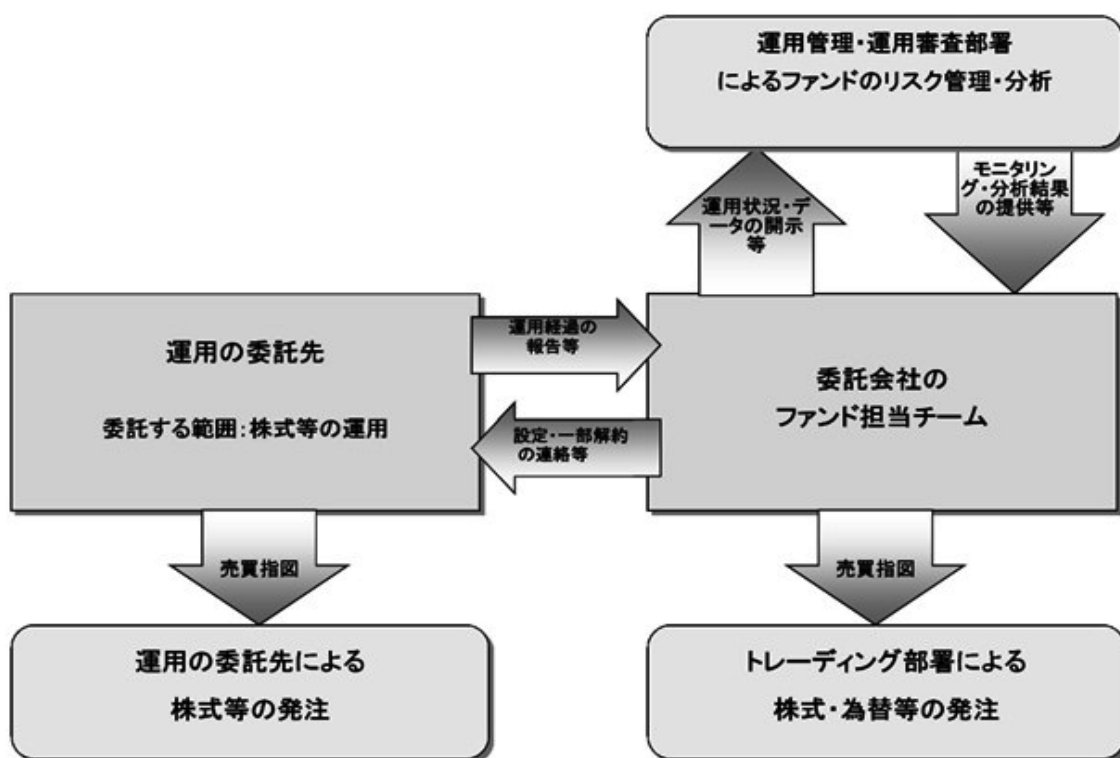 運用管理・運用審査部署
によるファンドのリスク管理・分析
運用状況・デ
ータの開示
等
モニタリン
グ・分析結果
の提供等
運用の委託先
委託する範囲:株式等の運用
運用経過の
報告等
設定・一部解約
の連絡等
委託会社の
ファンド担当チーム
売買指図
売買指図
運用の委託先による
株式等の発注
トレーディング部署による
株式・為替等の発注